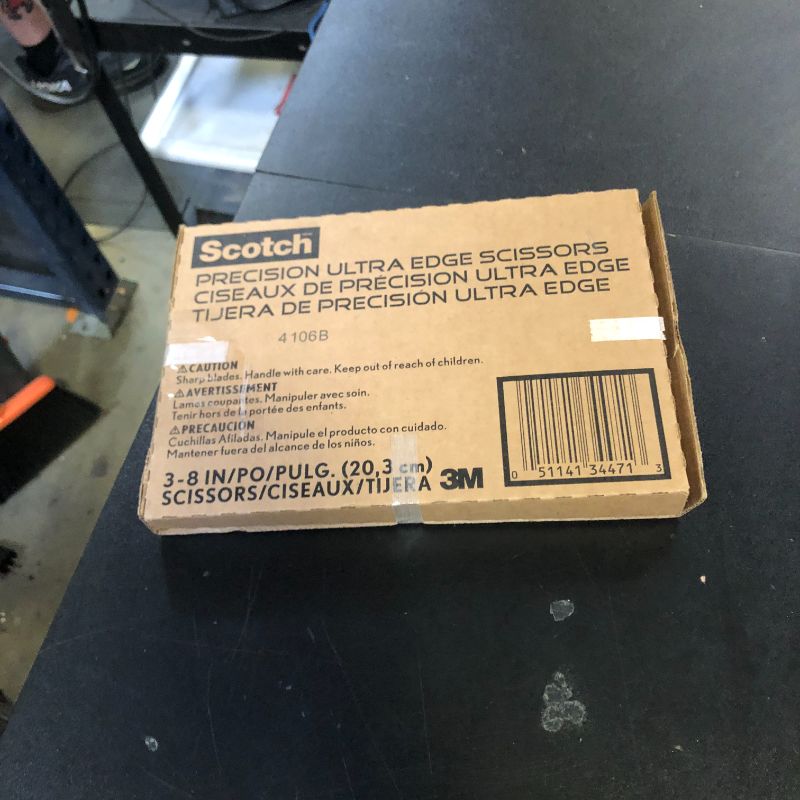 Scotch™
PRECISION ULTRA EDGE SCISSORS
CISEAUX DE PRÉCISION ULTRA EDGE
TIJERA DE PRECISIÓN ULTRA EDGE
4106B
⚠CAUTION
Sharp blades. Handle with care. Keep out of reach of children.
⚠AVERTISSEMENT
Lames coupantes. Manipuler avec soin.
Tenir hors de la portée des enfants.
⚠PRECAUCIÓN
Cuchillas Afiladas. Manipule el producto con cuidado.
Mantener fuera del alcance de los niños.
3-8 IN/PO/PULG. (20,3 cm)
SCISSORS/CISEAUX/TIJERA 3M
0 51141 34471 3